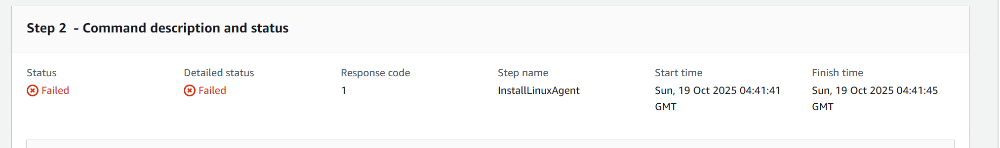 Step 2 - Command description and status
Status
Detailed status
Response code
Step name
Start time
Finish time
Failed
Failed
1
InstallLinuxAgent
Sun, 19 Oct 2025 04:41:41
GMT
Sun, 19 Oct 2025 04:41:45
GMT